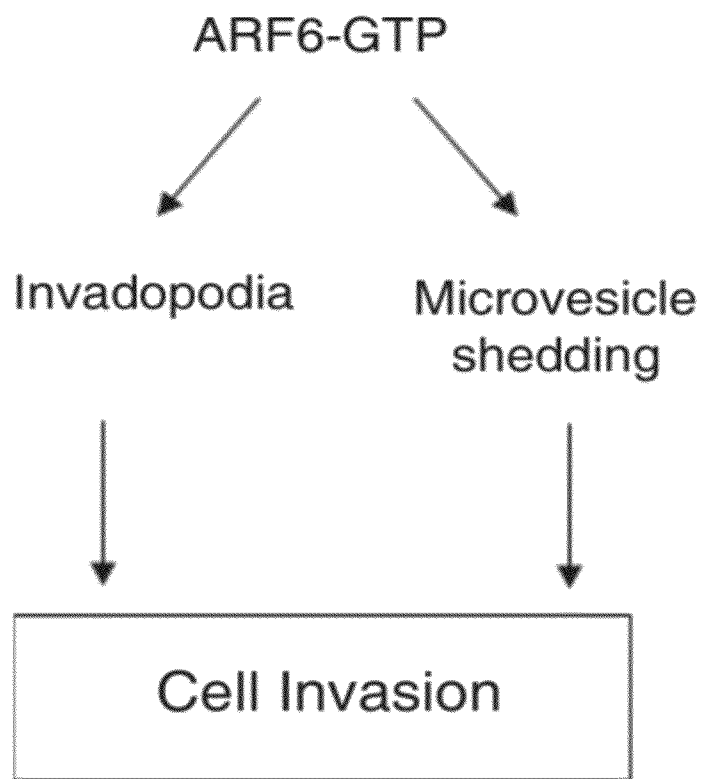 ARF6-GTP
Invadopodia
Microvesicle
shedding
Cell Invasion